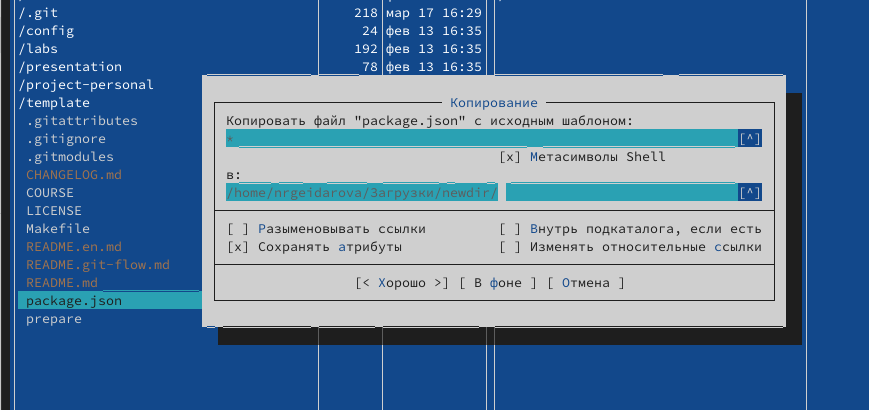 /.git 218 мар 17 16:29
/config 24 фев 13 16:35
/labs 192 фев 13 16:35
/presentation 78 фев 13 16:35
/project-personal
/template
.gitattributes
.gitignore
.gitmodules
CHANGELOG.md
COURSE
LICENSE
Makefile
README.en.md
README.git-flow.md
README.md
package.json
prepare
Копирование
Копировать файл "package.json" с исходным шаблоном:
* [^]
[x] Метасимволы Shell
в:
/home/nrgeidarova/Загрузки/newdir/ [^]
[ ] Разыменовывать ссылки [ ] Внутрь подкаталога, если есть
[x] Сохранять атрибуты [ ] Изменять относительные ссылки
[< Хорошо >] [ В фоне ] [ Отмена ]